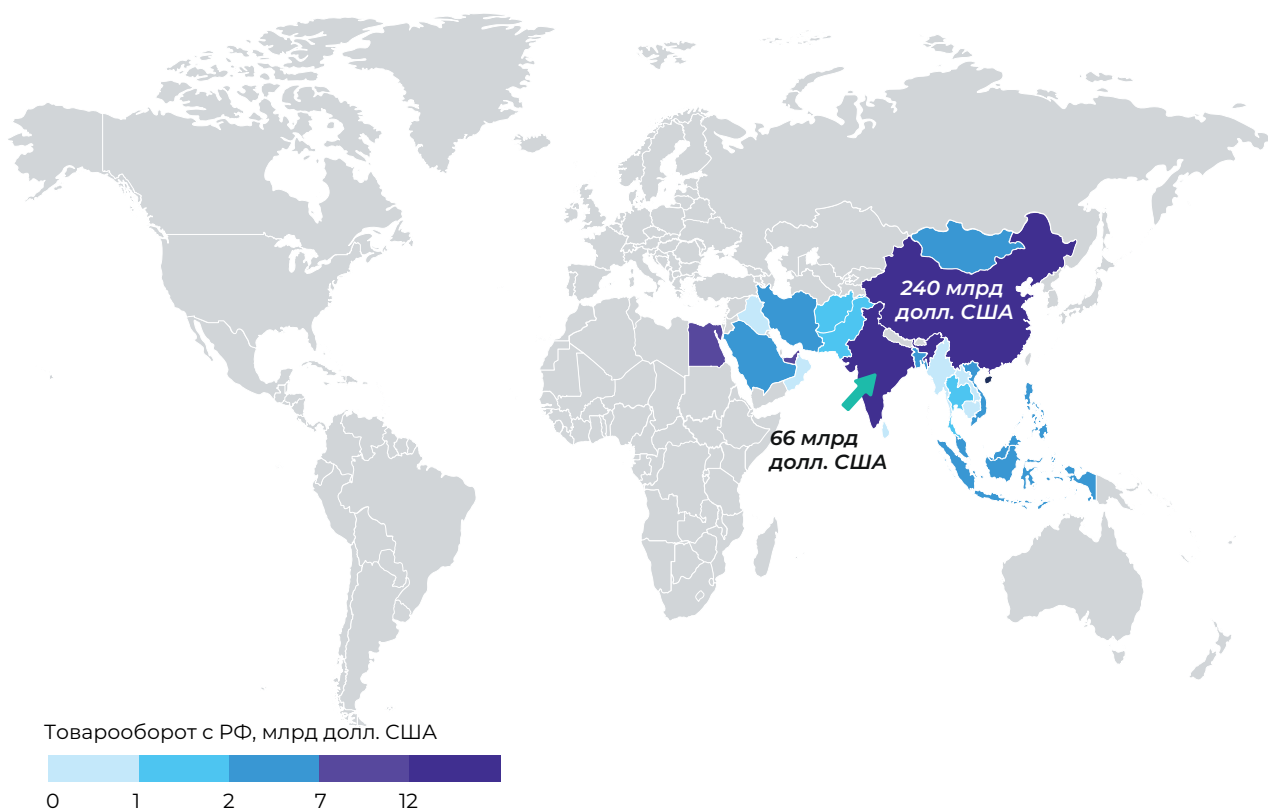 240 млрд
долл. США
66 млрд
долл. США
Товарооборот с РФ, млрд долл. США
0 1 2 7 12